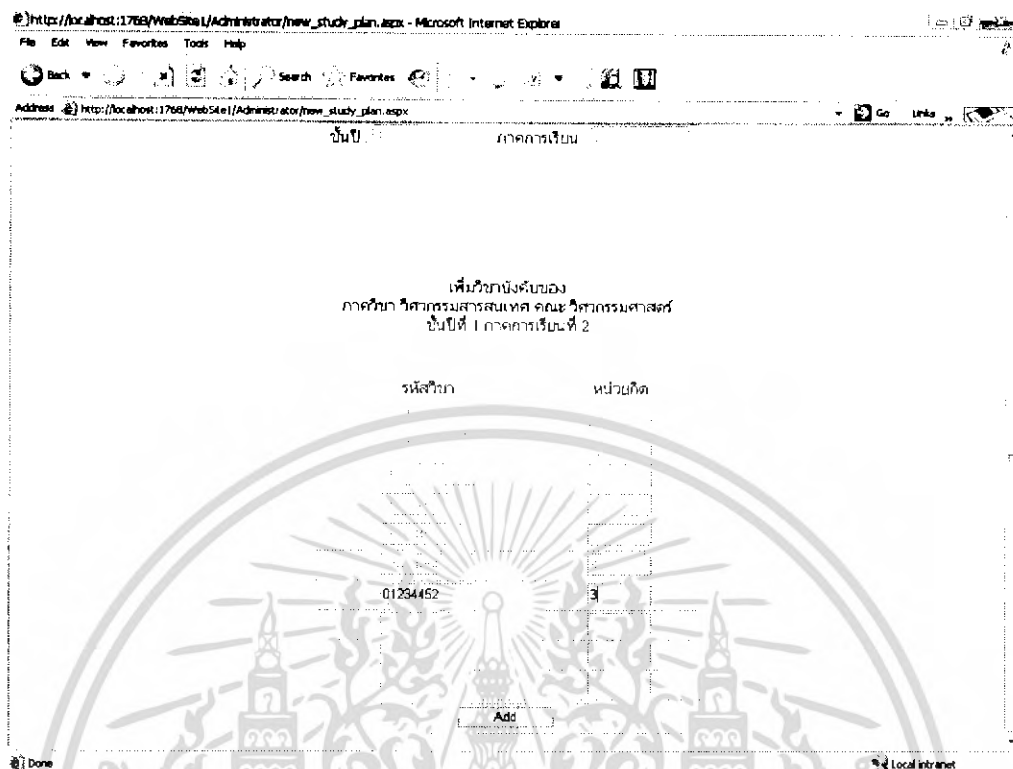 http://localhost:1768/WebSite1/Administrator/new_study_plan.aspx - Microsoft Internet Explorer
File Edit View Favorites Tools Help
Back Search Favorites
Address http://localhost:1768/WebSite1/Administrator/new_study_plan.aspx Go Links »
ชั้นปี ภาคการเรียน
เพิ่มวิชาบังคับของ
ภาควิชา วิศวกรรมสารสนเทศ คณะ วิศวกรรมศาสตร์
ชั้นปีที่ 1 ภาคการเรียนที่ 2
รหัสวิชา หน่วยกิต
01234452 3
Add
Done Local intranet